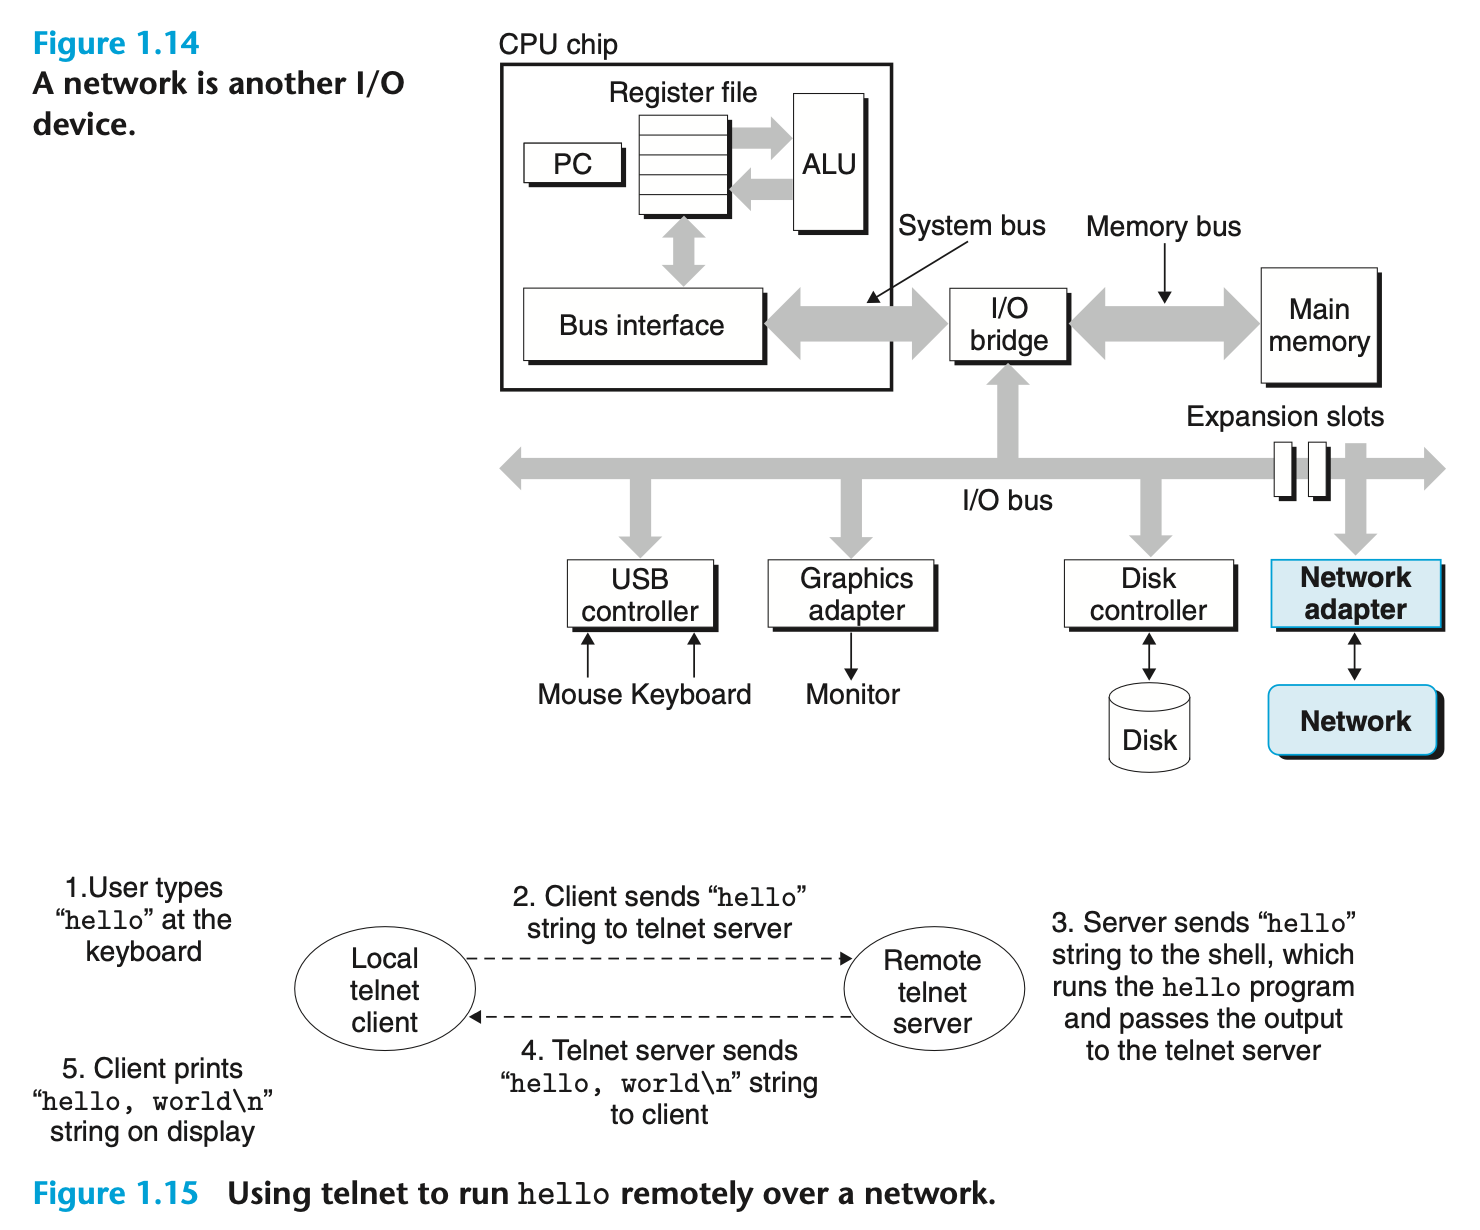 Figure 1.14
A network is another I/O
device.
CPU chip
Register file
PC
ALU
System bus
Memory bus
Bus interface
I/O
bridge
Main
memory
Expansion slots
I/O bus
USB
controller
Graphics
adapter
Disk
controller
Network
adapter
Mouse Keyboard
Monitor
Disk
Network
1.User types
“hello” at the
keyboard
2. Client sends “hello”
string to telnet server
Local
telnet
client
Remote
telnet
server
3. Server sends “hello”
string to the shell, which
runs the hello program
and passes the output
to the telnet server
4. Telnet server sends
“hello, world\n” string
to client
5. Client prints
“hello, world\n”
string on display
Figure 1.15 Using telnet to run hello remotely over a network.